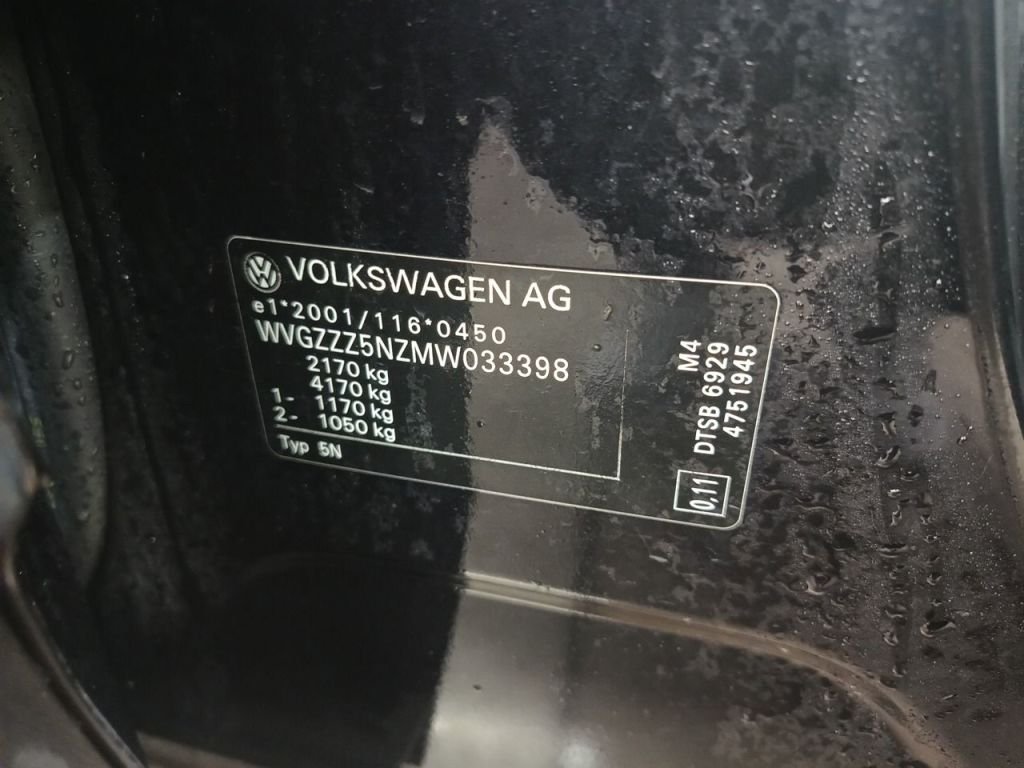 VOLKSWAGEN AG
e1*2001/116*0450
WVGZZZ5NZMW033398
2170 kg
4170 kg
1- 1170 kg
2- 1050 kg
Typ 5N
M4
DTSB 6929
4751945
0,11